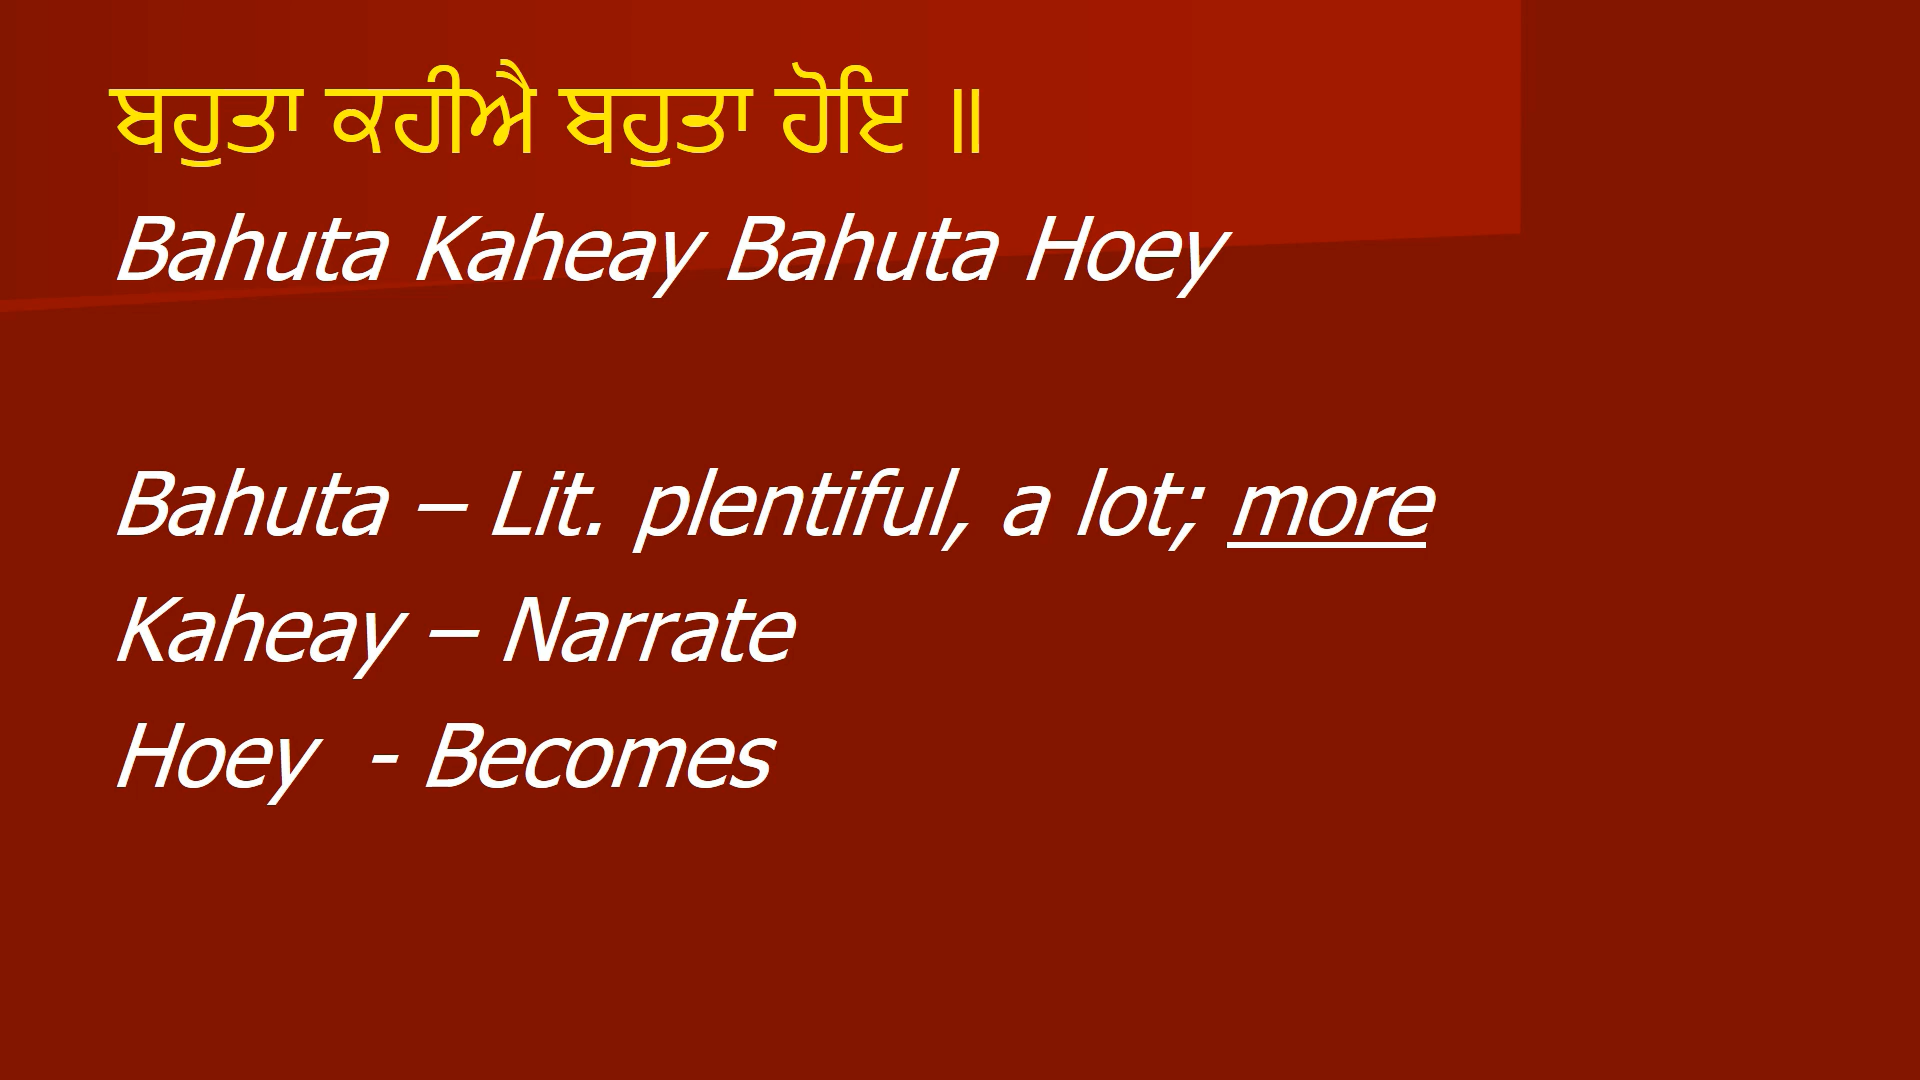 ਬਹੁਤਾ ਕਹੀਐ ਬਹੁਤਾ ਹੋਇ ॥
Bahuta Kaheay Bahuta Hoey
Bahuta – Lit. plentiful, a lot; more
Kaheay – Narrate
Hoey  - Becomes